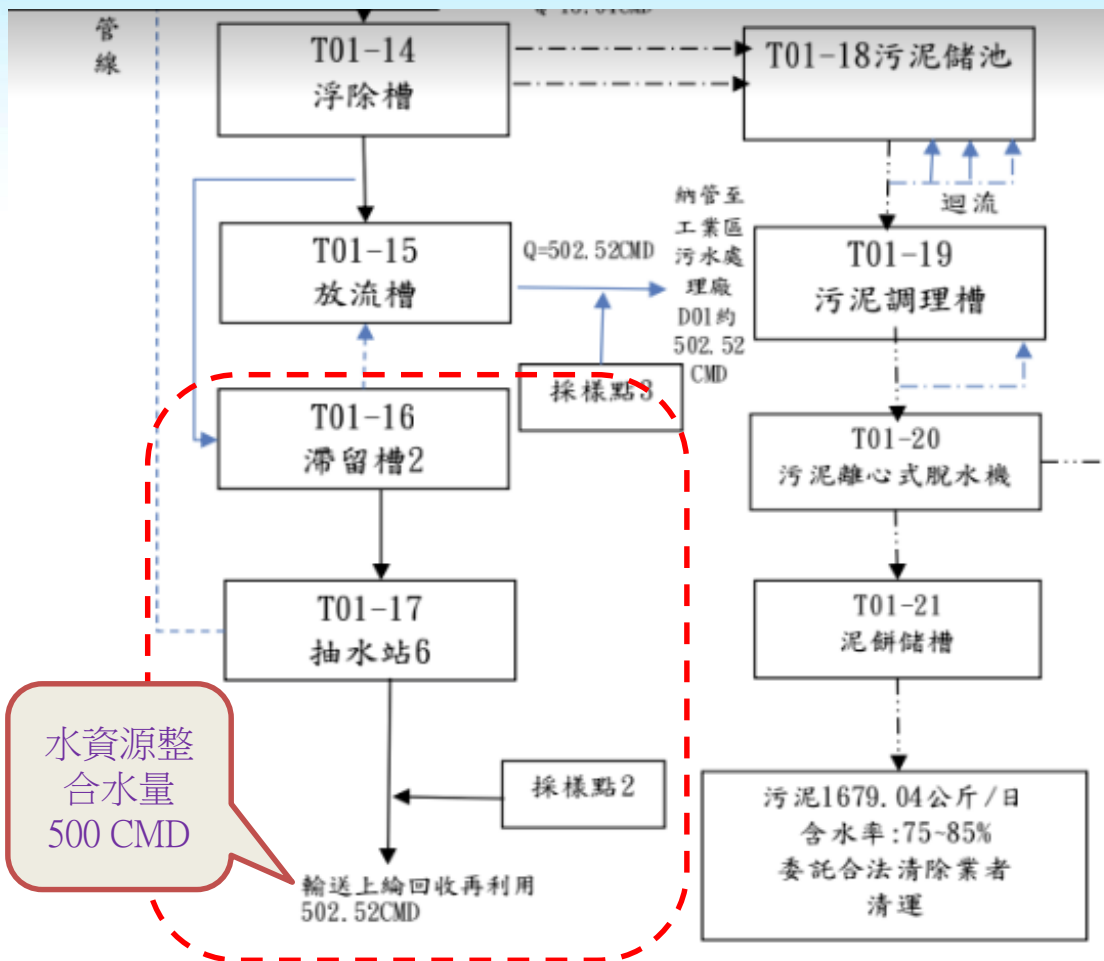 管
線
T01-14
浮除槽
T01-15
放流槽
Q=502.52CMD
納管至
工業區
污水處
理廠
D01約
502.52
CMD
採樣點3
T01-16
滯留槽2
T01-17
抽水站6
採樣點2
輸送上綸回收再利用
502.52CMD
水資源整
合水量
500 CMD
T01-18污泥儲池
迴流
T01-19
污泥調理槽
T01-20
污泥離心式脫水機
T01-21
泥餅儲槽
污泥1679.04公斤/日
含水率:75~85%
委託合法清除業者
清運